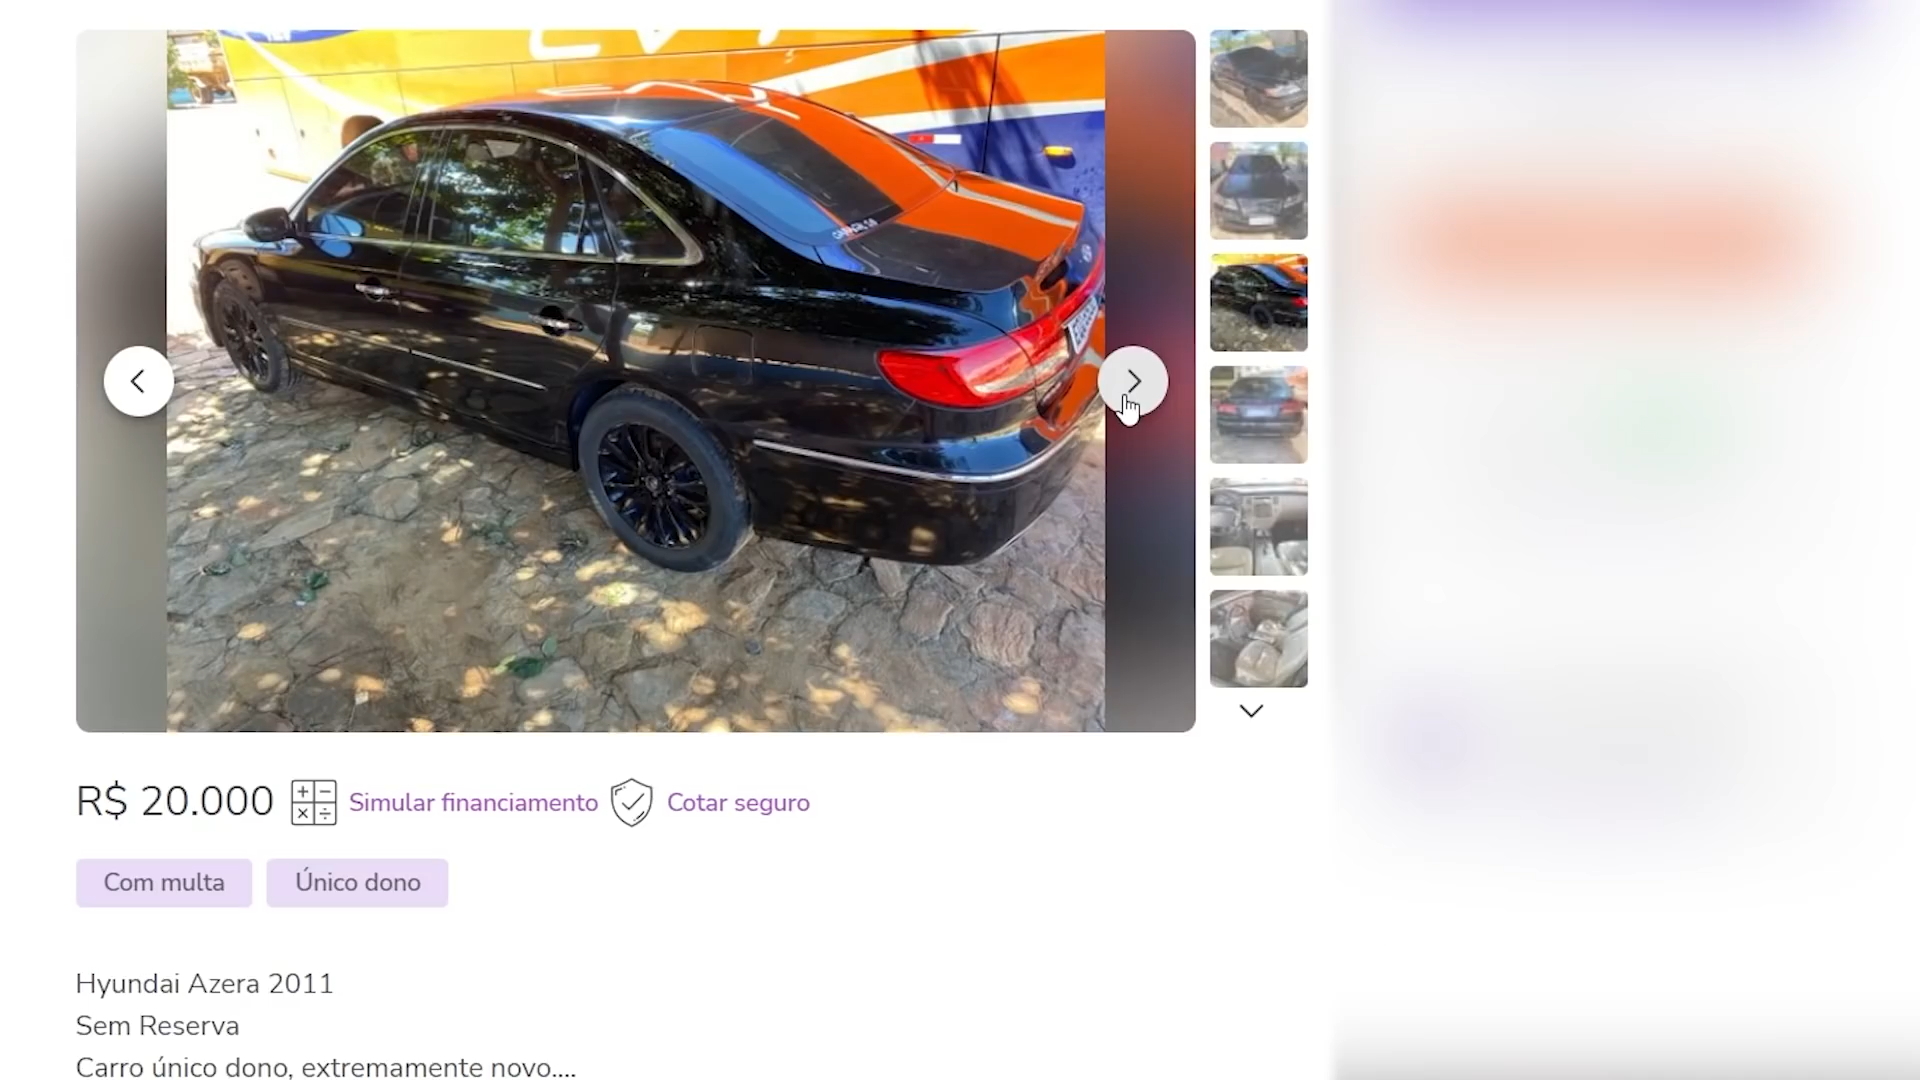 R$ 20.000 Simular financiamento Cotar seguro
Com multa Único dono
Hyundai Azera 2011
Sem Reserva
Carro único dono, extremamente novo....